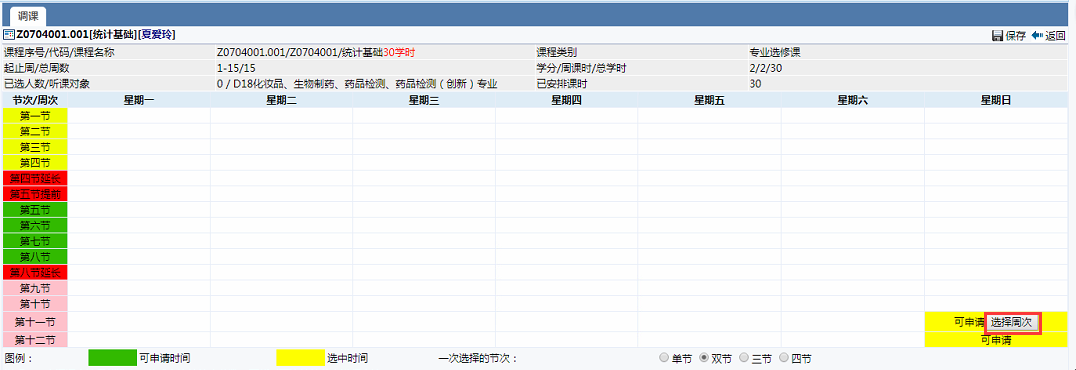 调课
Z0704001.001[统计基础][夏爱玲] 保存 返回
课程序号/代码/课程名称 Z0704001.001/Z0704001/统计基础30学时 课程类别 专业选修课
起止周/总周数 1-15/15 学分/周课时/总学时 2/2/30
已选人数/听课对象 0 / D18化妆品、生物制药、药品检测、药品检测（创新）专业 已安排课时 30
节次/周次 星期一 星期二 星期三 星期四 星期五 星期六 星期日
第一节
第二节
第三节
第四节
第四节延长
第五节提前
第五节
第六节
第七节
第八节
第八节延长
第九节
第十节
第十一节 可申请 选择周次
第十二节 可申请
图例： 可申请时间 选中时间 一次选择的节次： 单节 双节 三节 四节